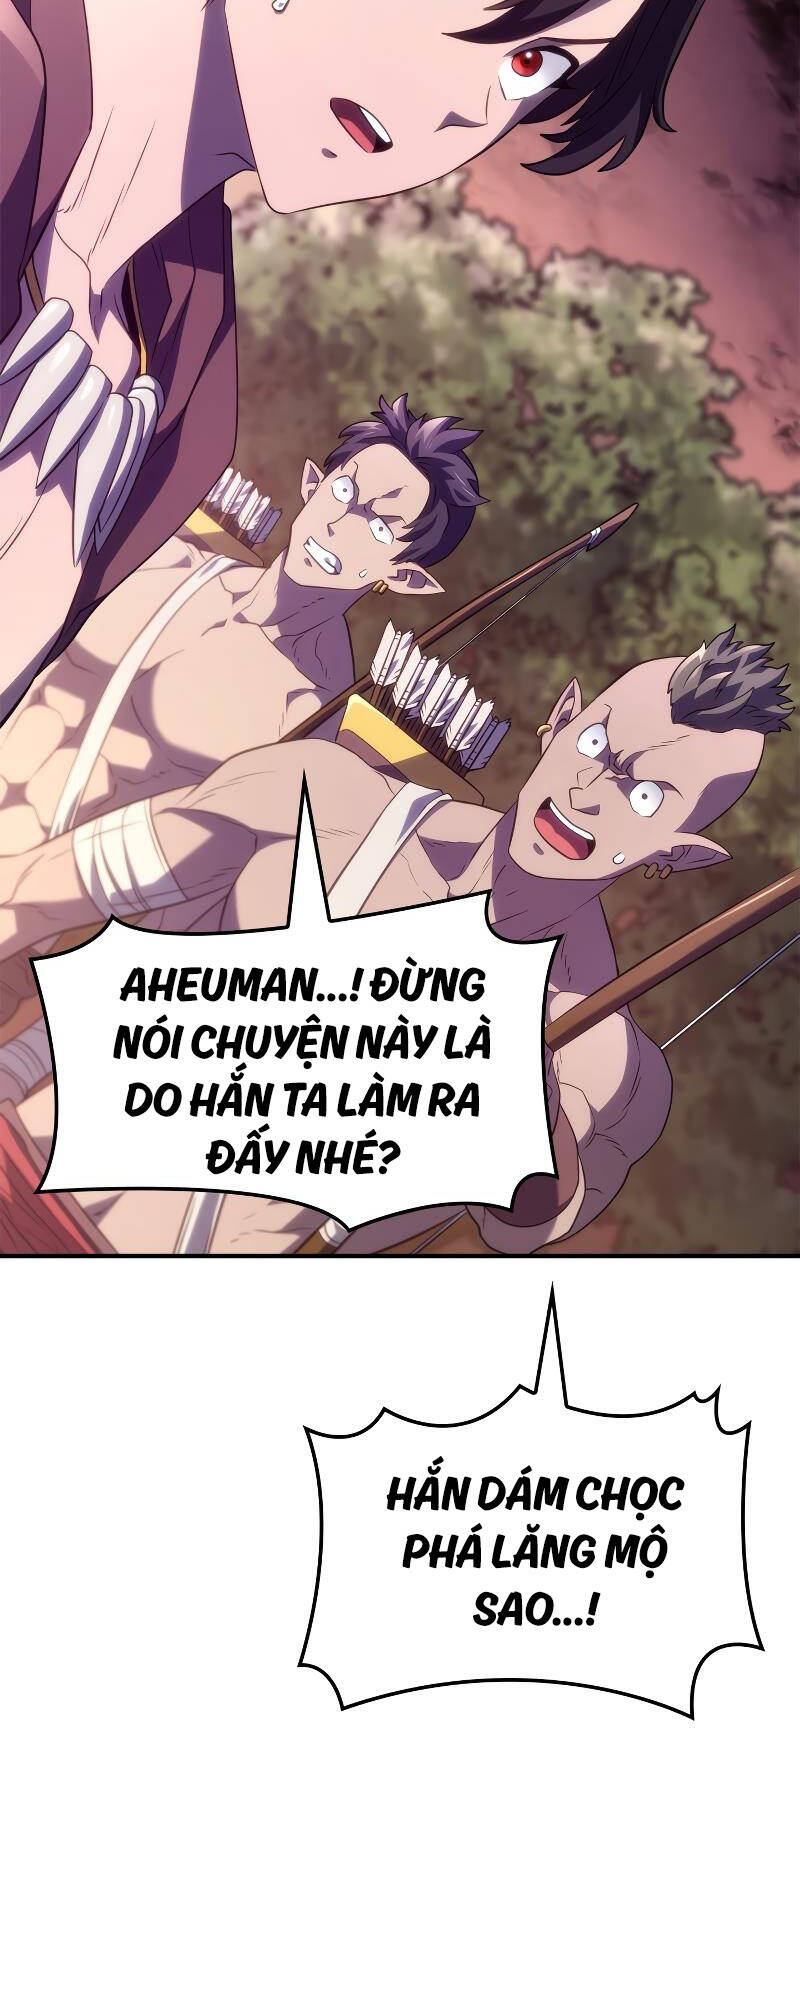 AHEUMAN...! ĐỪNG
NÓI CHUYỆN NÀY LÀ
DO HẮN TA LÀM RA
ĐẤY NHÉ?
HẮN DÁM CHỌC
PHÁ LĂNG MỘ
SAO...!